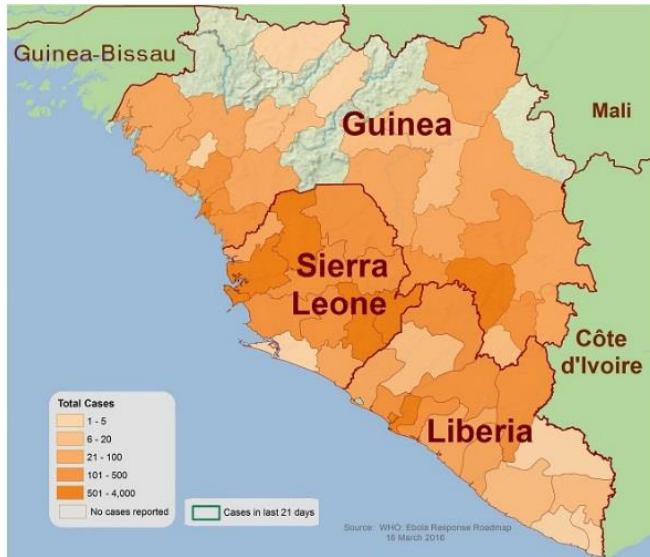 Guinea-Bissau
Guinea
Mali
Sierra
Leone
Côte
d'Ivoire
Liberia
Total Cases
1 - 5
6 - 20
21 - 100
101 - 500
501 - 4,000
No cases reported
Cases in last 21 days
Source: WHO: Ebola Response Roadmap
16 March 2016